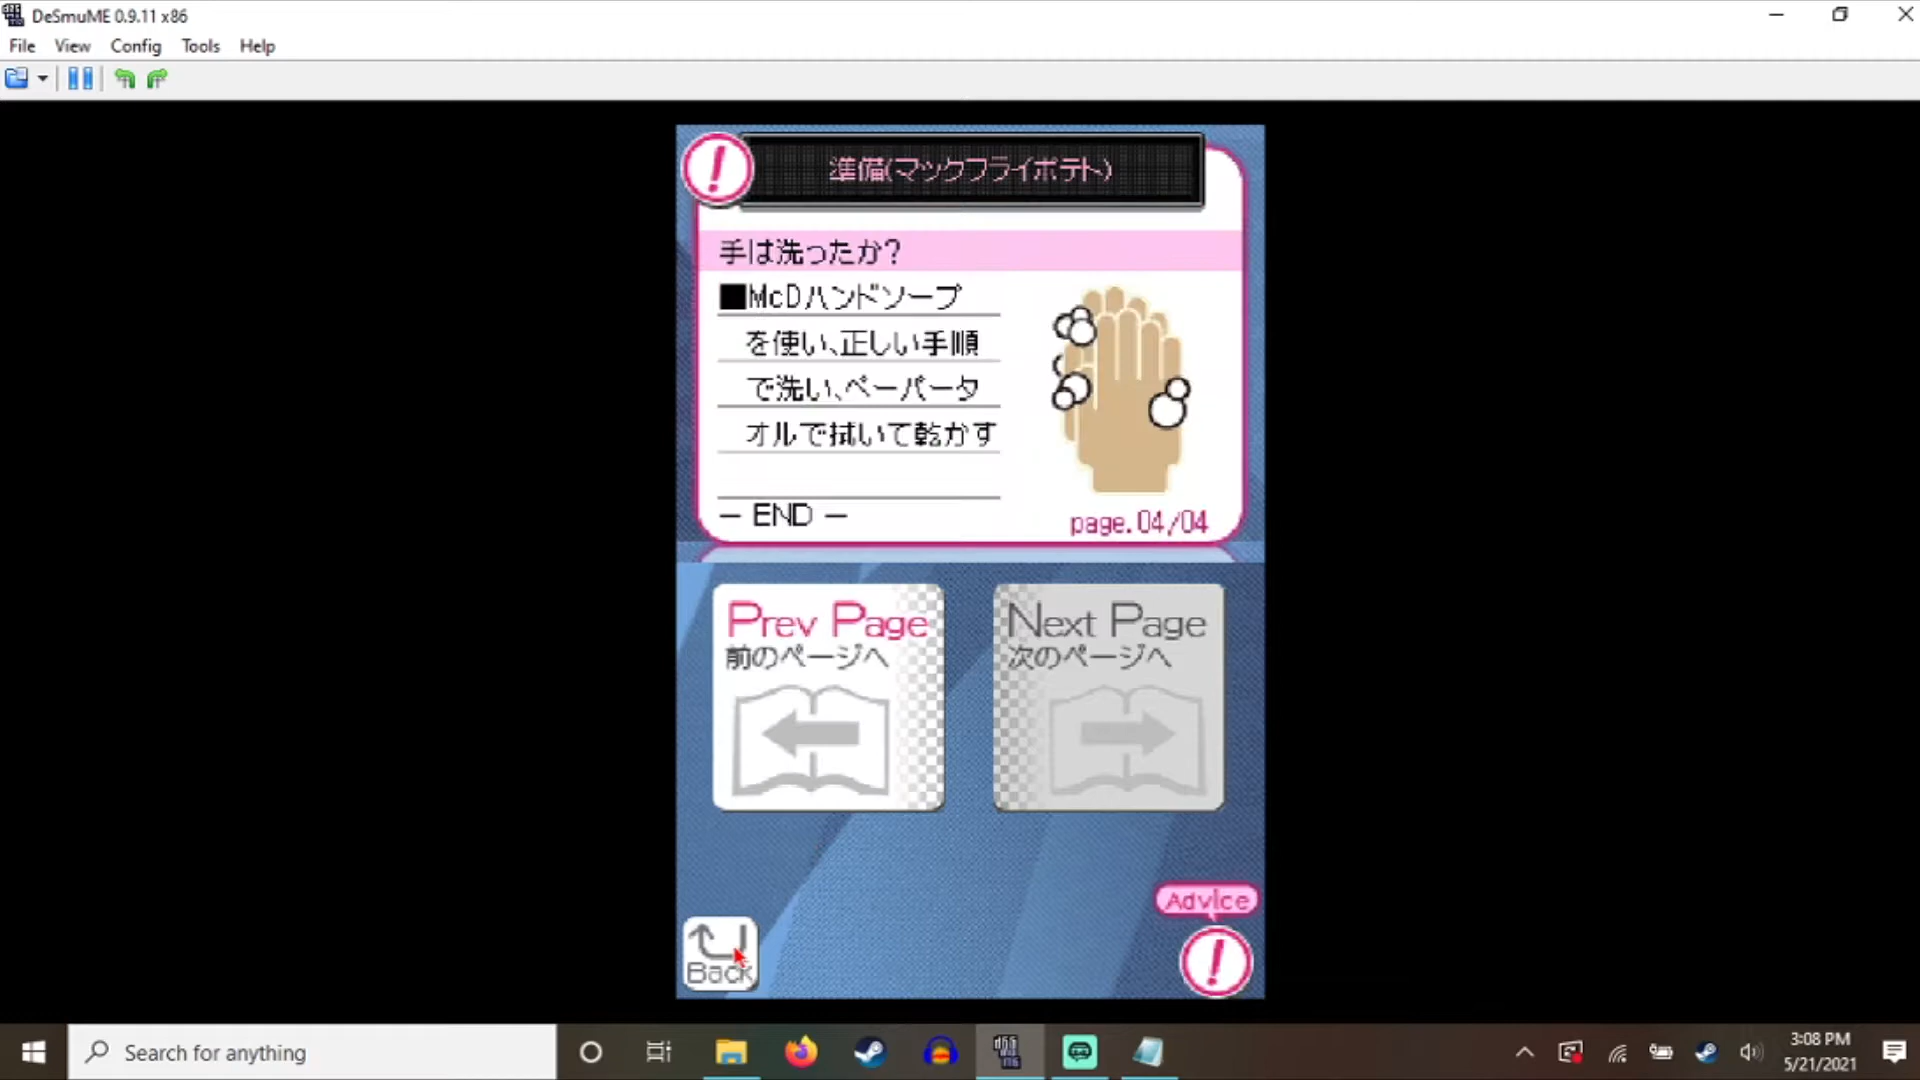 DeSmuME 0.9.11 x86
File View Config Tools Help
準備(マックフライポテト)
手は洗ったか?
■McDハンドソープ
を使い、正しい手順
で洗い、ペーパータ
オルで拭いて乾かす
— END —
page.04/04
Prev Page
前のページへ
Next Page
次のページへ
Advice
Back
Search for anything
3:08 PM
5/21/2021